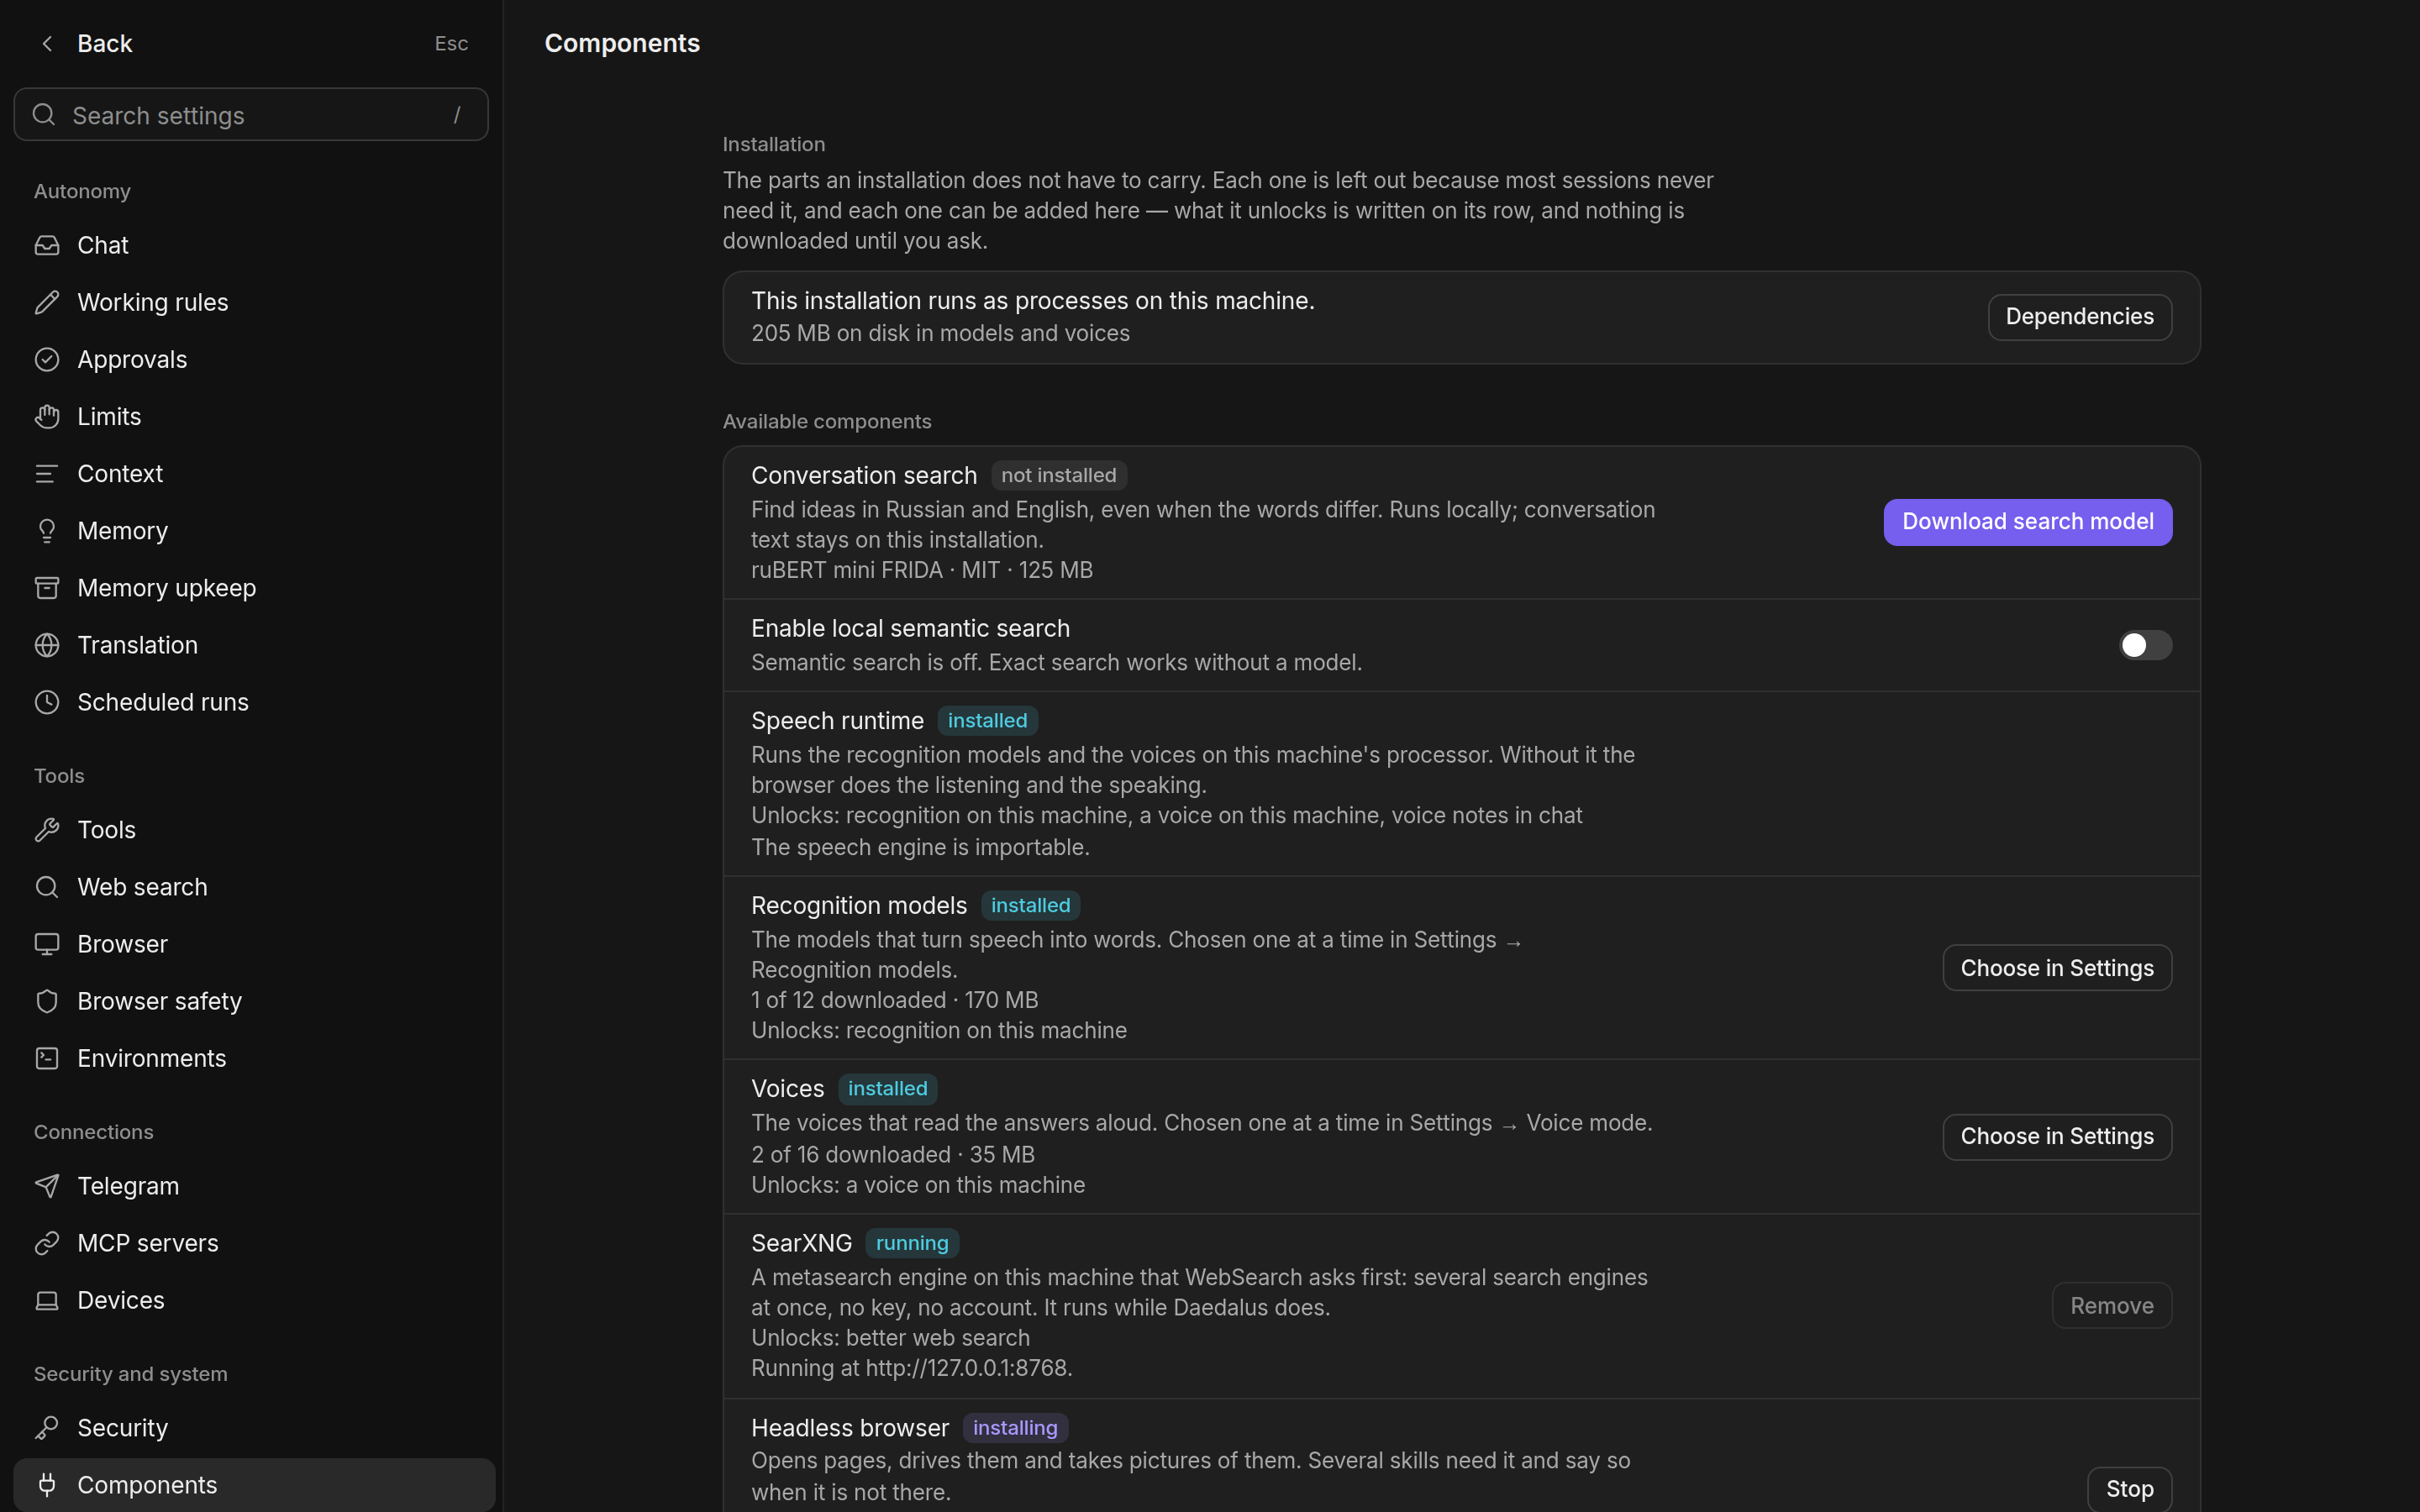 Back
Esc
Search settings
/
Autonomy
Chat
Working rules
Approvals
Limits
Context
Memory
Memory upkeep
Translation
Scheduled runs
Tools
Tools
Web search
Browser
Browser safety
Environments
Connections
Telegram
MCP servers
Devices
Security and system
Security
Components
Components
Installation
The parts an installation does not have to carry. Each one is left out because most sessions never
need it, and each one can be added here — what it unlocks is written on its row, and nothing is
downloaded until you ask.
This installation runs as processes on this machine.
205 MB on disk in models and voices
Dependencies
Available components
Conversation search not installed
Find ideas in Russian and English, even when the words differ. Runs locally; conversation
text stays on this installation.
ruBERT mini FRIDA · MIT · 125 MB
Download search model
Enable local semantic search
Semantic search is off. Exact search works without a model.
Speech runtime installed
Runs the recognition models and the voices on this machine's processor. Without it the
browser does the listening and the speaking.
Unlocks: recognition on this machine, a voice on this machine, voice notes in chat
The speech engine is importable.
Recognition models installed
The models that turn speech into words. Chosen one at a time in Settings →
Recognition models.
1 of 12 downloaded · 170 MB
Unlocks: recognition on this machine
Choose in Settings
Voices installed
The voices that read the answers aloud. Chosen one at a time in Settings → Voice mode.
2 of 16 downloaded · 35 MB
Unlocks: a voice on this machine
Choose in Settings
SearXNG running
A metasearch engine on this machine that WebSearch asks first: several search engines
at once, no key, no account. It runs while Daedalus does.
Unlocks: better web search
Running at http://127.0.0.1:8768.
Remove
Headless browser installing
Opens pages, drives them and takes pictures of them. Several skills need it and say so
when it is not there.
Stop